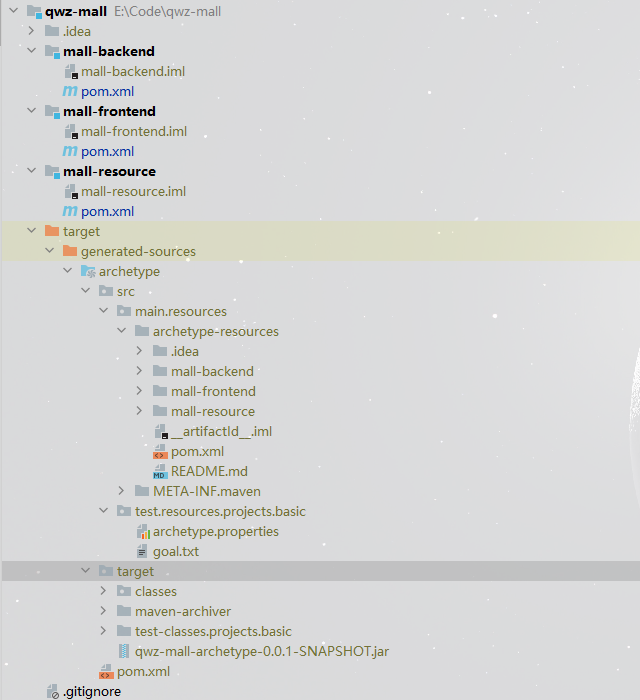 qwz-mall E:\Code\qwz-mall
.idea
mall-backend
mall-backend.iml
m pom.xml
mall-frontend
mall-frontend.iml
m pom.xml
mall-resource
mall-resource.iml
m pom.xml
target
generated-sources
archetype
src
main.resources
archetype-resources
.idea
mall-backend
mall-frontend
mall-resource
__artifactId__.iml
pom.xml
MD README.md
META-INF.maven
test.resources.projects.basic
archetype.properties
goal.txt
target
classes
maven-archiver
test-classes.projects.basic
qwz-mall-archetype-0.0.1-SNAPSHOT.jar
pom.xml
.gitignore